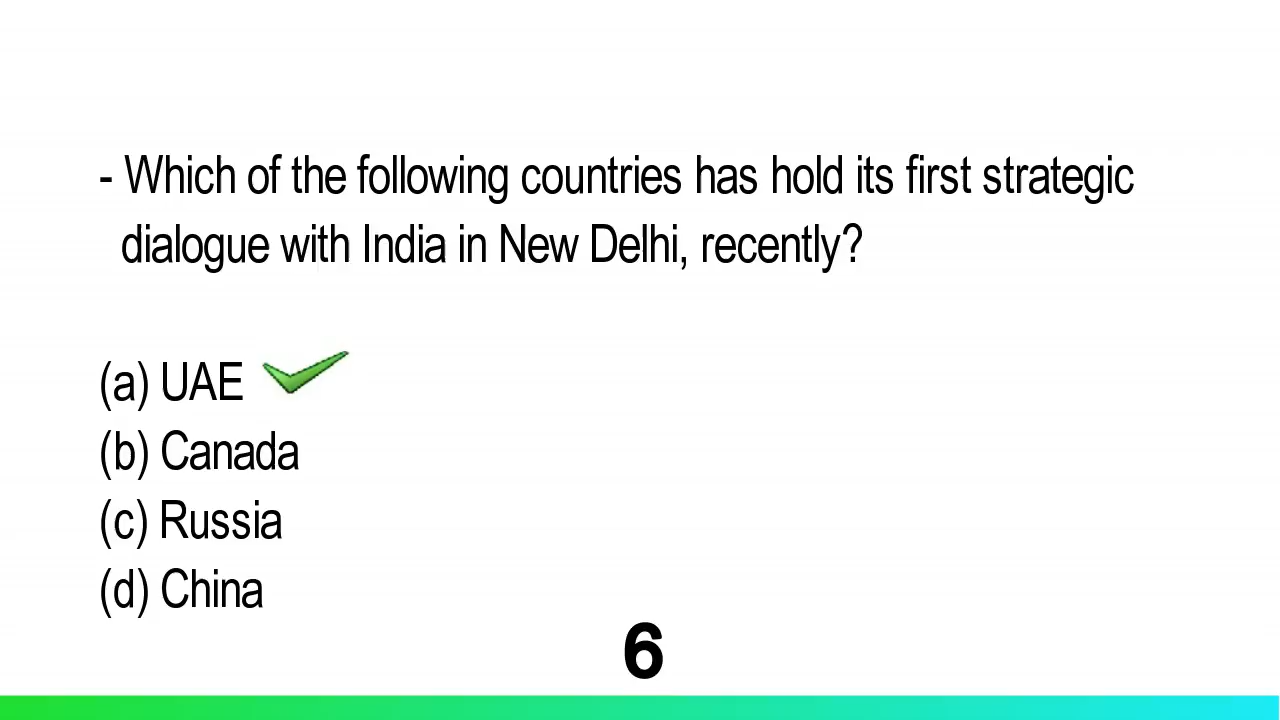 - Which of the following countries has hold its first strategic
dialogue with India in New Delhi, recently?
(a) UAE
(b) Canada
(c) Russia
(d) China
6